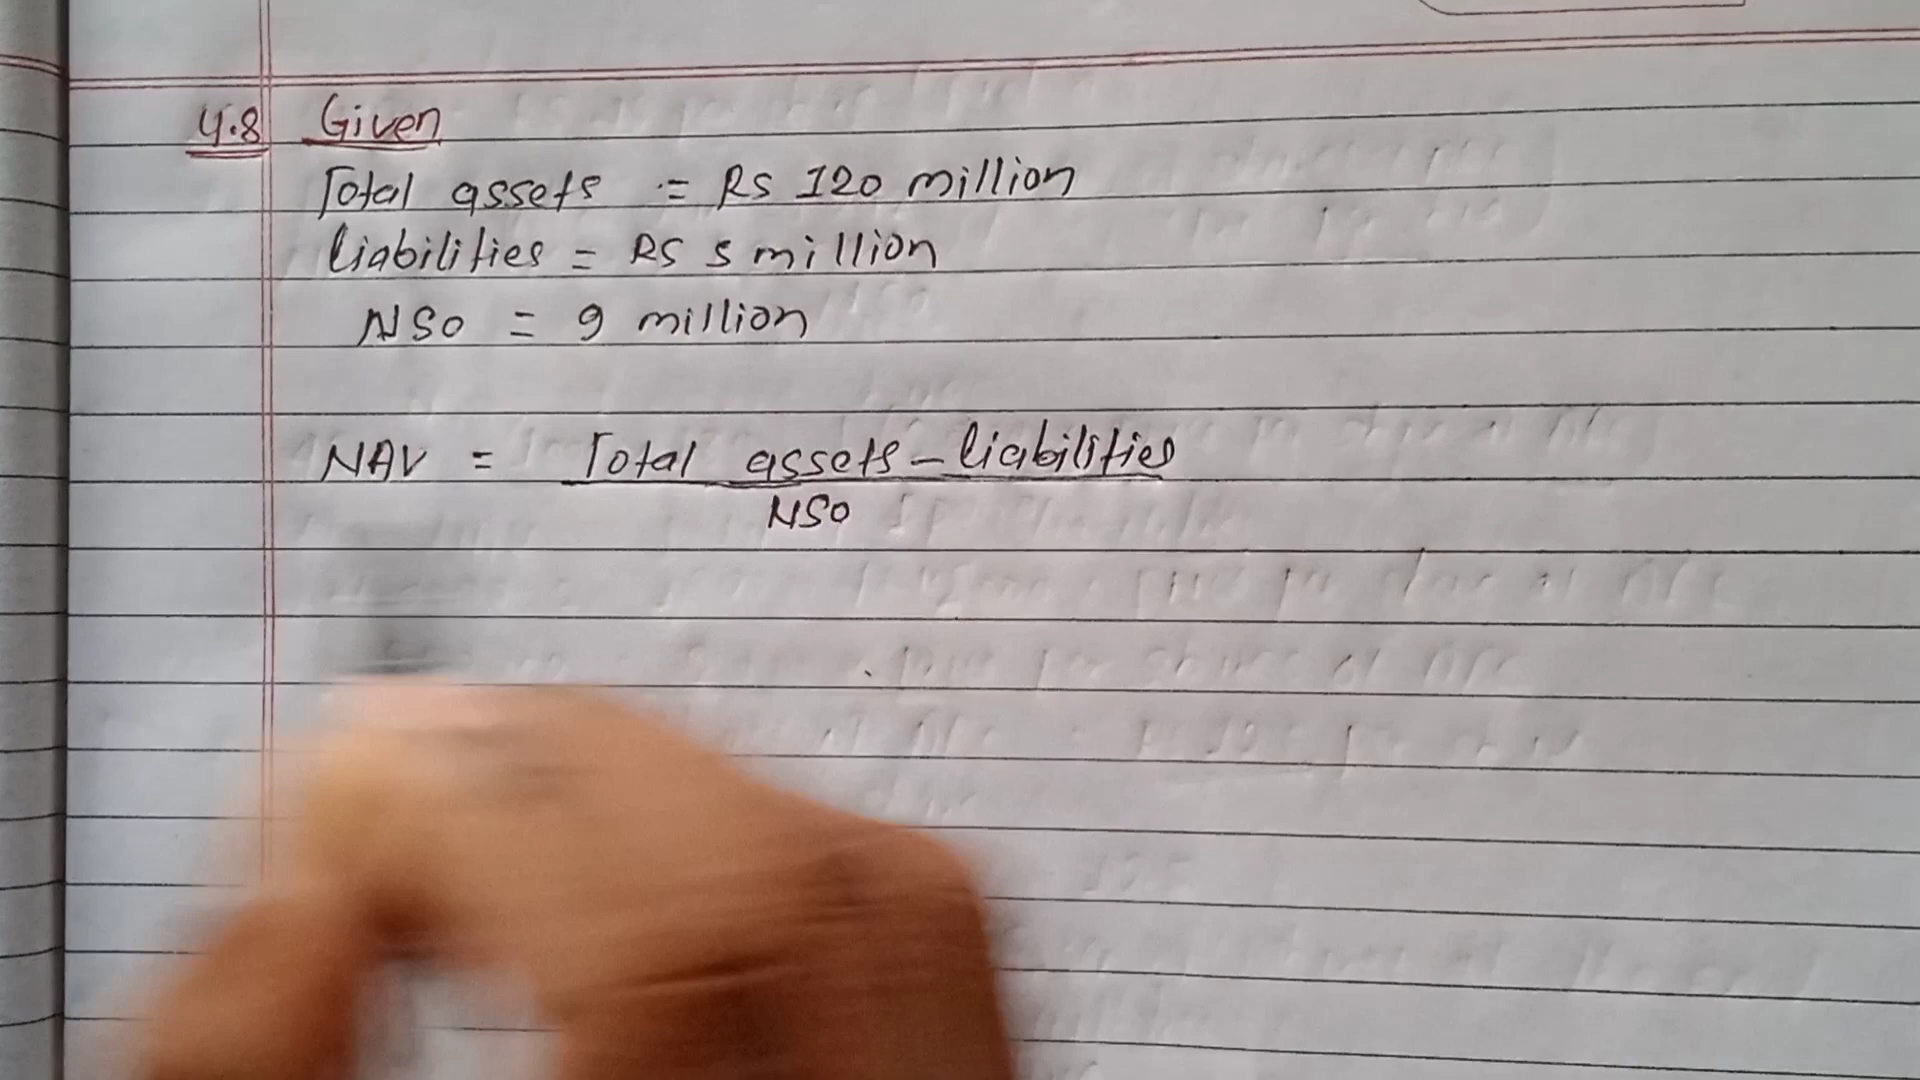 4.8 Given
Total assets = Rs 120 million
Liabilities = RS 5 million
NSO = 9 million
NAV = Total assets - liabilities
NSO